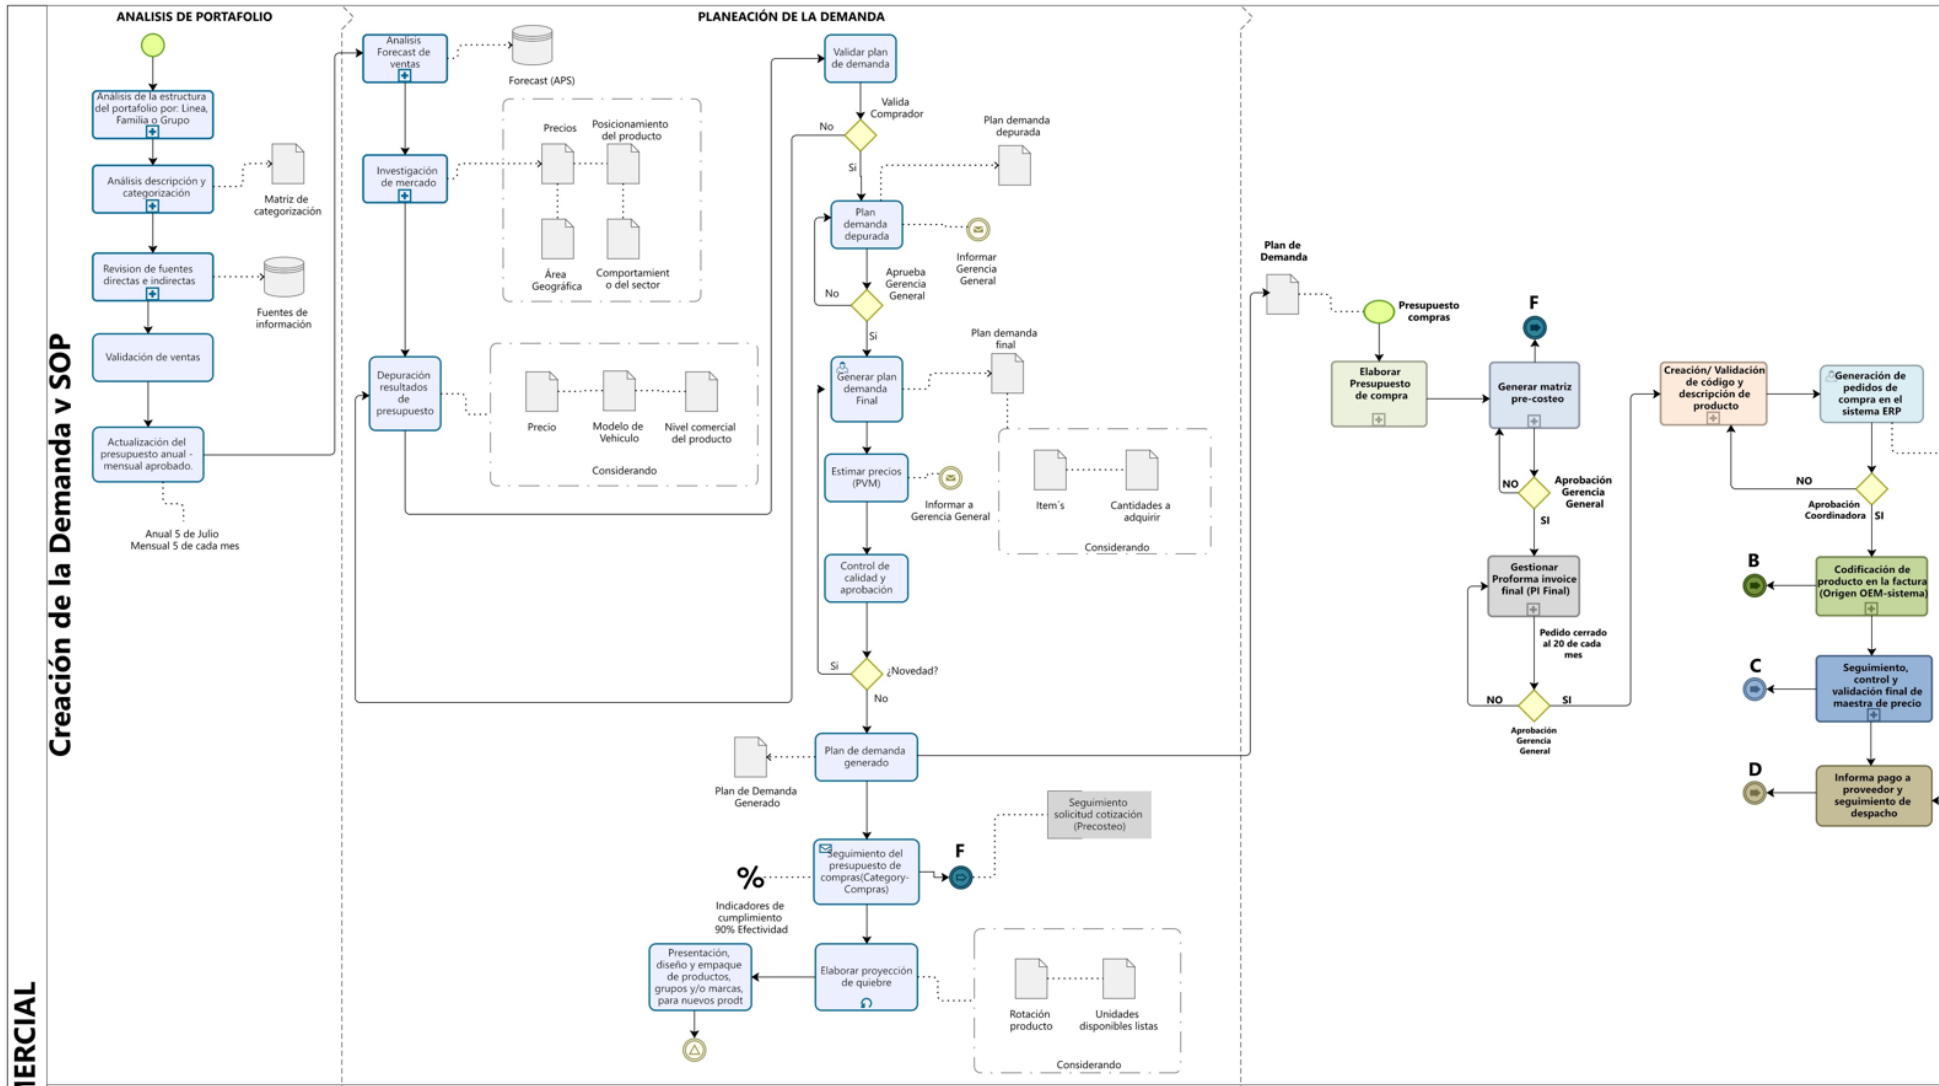 ANALISIS DE PORTAFOLIO
PLANEACIÓN DE LA DEMANDA
Creación de la Demanda y SOP
MERCIAL
Análisis de la estructura
del portafolio por: Linea,
Familia o Grupo
Análisis descripción y
categorización
Matriz de
categorización
Revision de fuentes
directas e indirectas
Fuentes de
información
Validación de ventas
Actualización del
presupuesto anual -
mensual aprobado.
Anual 5 de Julio
Mensual 5 de cada mes
Analisis
Forecast de
ventas
Forecast (APS)
Investigación
de mercado
Precios
Posicionamiento
del producto
Área
Geográfica
Comportamient
o del sector
Depuración
resultados
de
presupuesto
Precio
Modelo de
Vehiculo
Nivel comercial
del producto
Considerando
Validar plan
de demanda
Valida
Comprador
No
Si
Plan demanda
depurada
Plan
demanda
depurada
Informar
Gerencia
General
Aprueba
Gerencia
General
No
Si
Plan demanda
final
Generar plan
demanda
Final
Estimar precios
(PVM)
Informar a
Gerencia General
Item´s
Cantidades a
adquirir
Considerando
Control de
calidad y
aprobación
Si
¿Novedad?
No
Plan de demanda
generado
Plan de Demanda
Generado
Seguimiento
solicitud cotización
(Precosteo)
Seguimiento del
presupuesto de
compras(Category-
Compras)
F
%
Indicadores de
cumplimiento
90% Efectividad
Elaborar proyección
de quiebre
Presentación,
diseño y empaque
de productos,
grupos y/o marcas,
para nuevos prodt
Rotación
producto
Unidades
disponibles listas
Considerando
Plan de
Demanda
Presupuesto
compras
Elaborar
Presupuesto
de compra
F
Generar matriz
pre-costeo
NO
Aprobación
Gerencia
General
SI
Gestionar
Proforma invoice
final (PI Final)
Pedido cerrado
al 20 de cada
mes
NO
SI
Aprobación
Gerencia
General
Creación/ Validación
de código y
descripción de
producto
Generación de
pedidos de
compra en el
sistema ERP
NO
Aprobación
Coordinadora
SI
B
Codificación de
producto en la factura
(Origen OEM-sistema)
C
Seguimiento,
control y
validación final de
maestra de precio
D
Informa pago a
proveedor y
seguimiento de
despacho